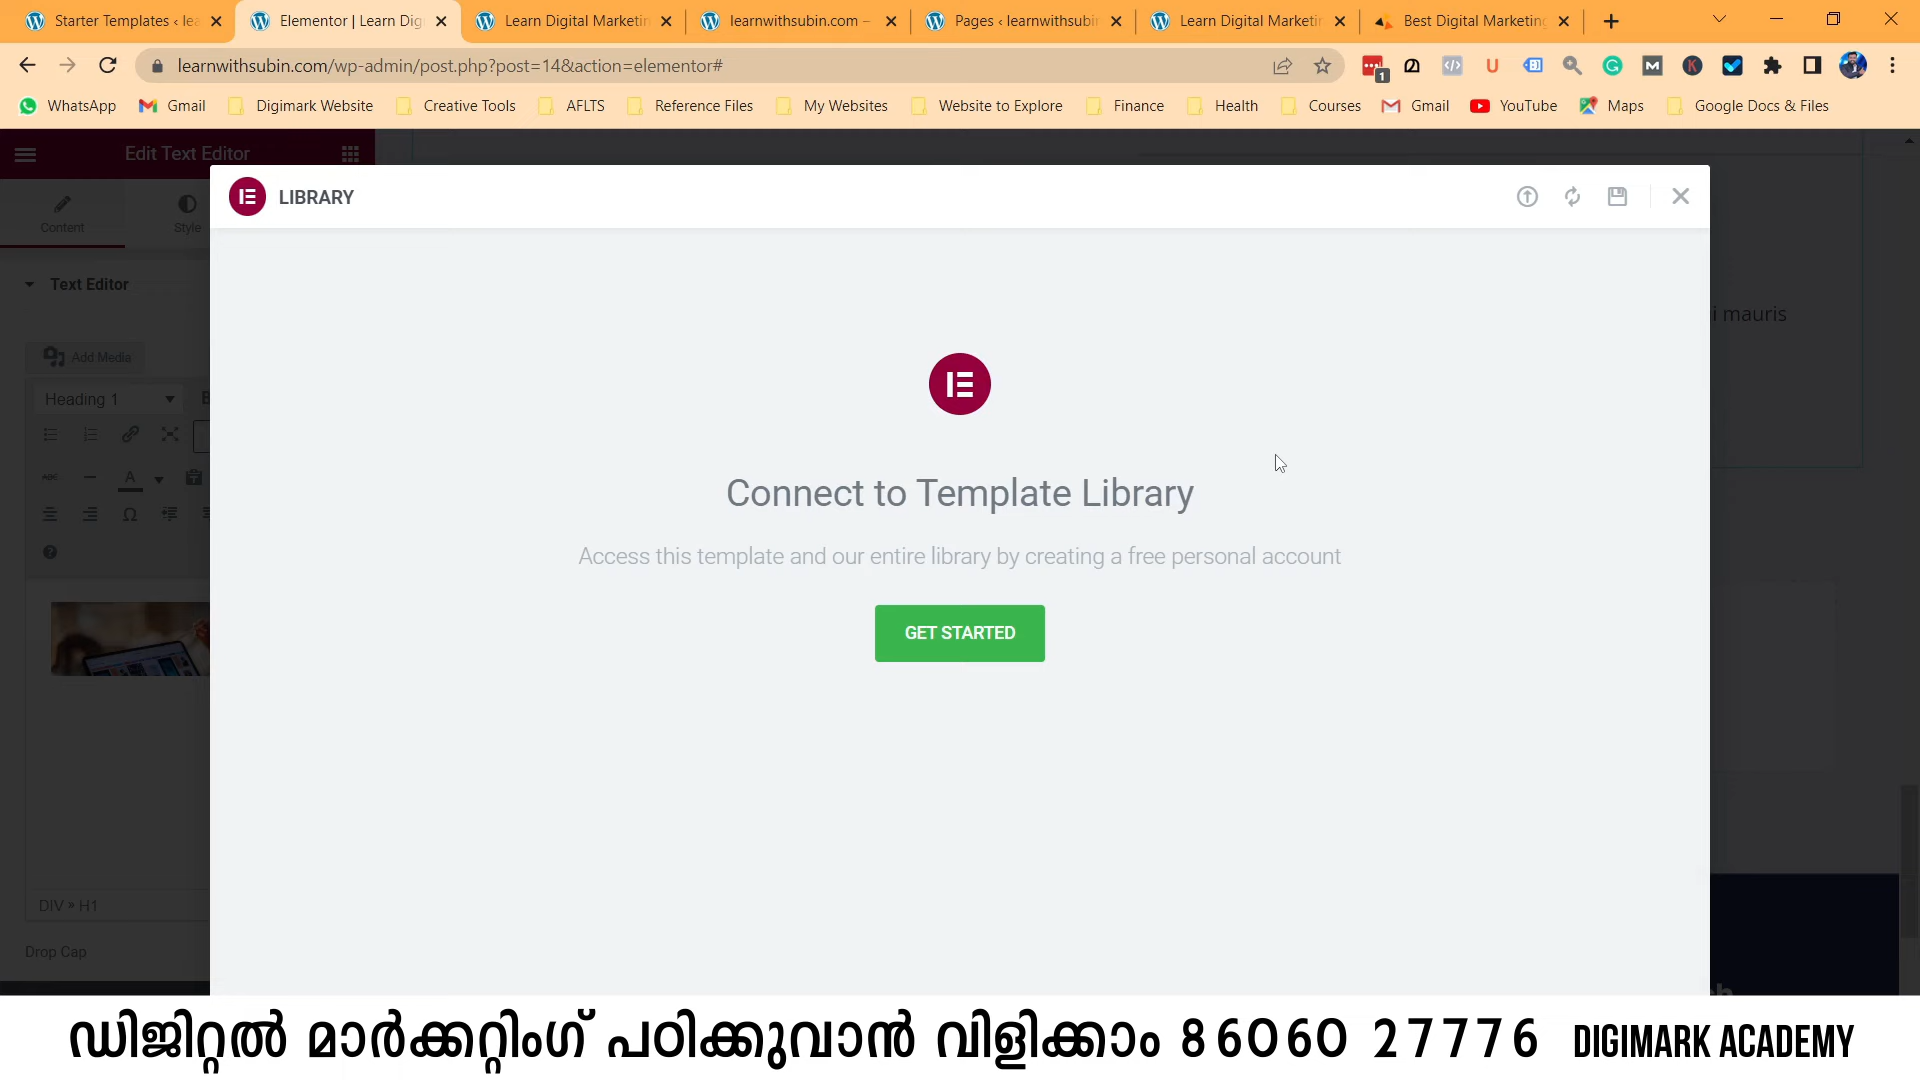 Starter Templates ‹ lea
Elementor | Learn Dig
Learn Digital Marketin
learnwithsubin.com –
Pages ‹ learnwithsubin
Learn Digital Marketin
Best Digital Marketing
learnwithsubin.com/wp-admin/post.php?post=14&action=elementor#
1
WhatsApp
Gmail
Digimark Website
Creative Tools
AFLTS
Reference Files
My Websites
Website to Explore
Finance
Health
Courses
Gmail
YouTube
Maps
Google Docs & Files
Edit Text Editor
LIBRARY
Content
Style
Text Editor
i mauris
Add Media
Heading 1
B
Connect to Template Library
Access this template and our entire library by creating a free personal account
GET STARTED
DIV » H1
Drop Cap
ഡിജിറ്റൽ മാർക്കറ്റിംഗ് പഠിക്കുവാൻ വിളിക്കാം 86060 27776 DIGIMARK ACADEMY